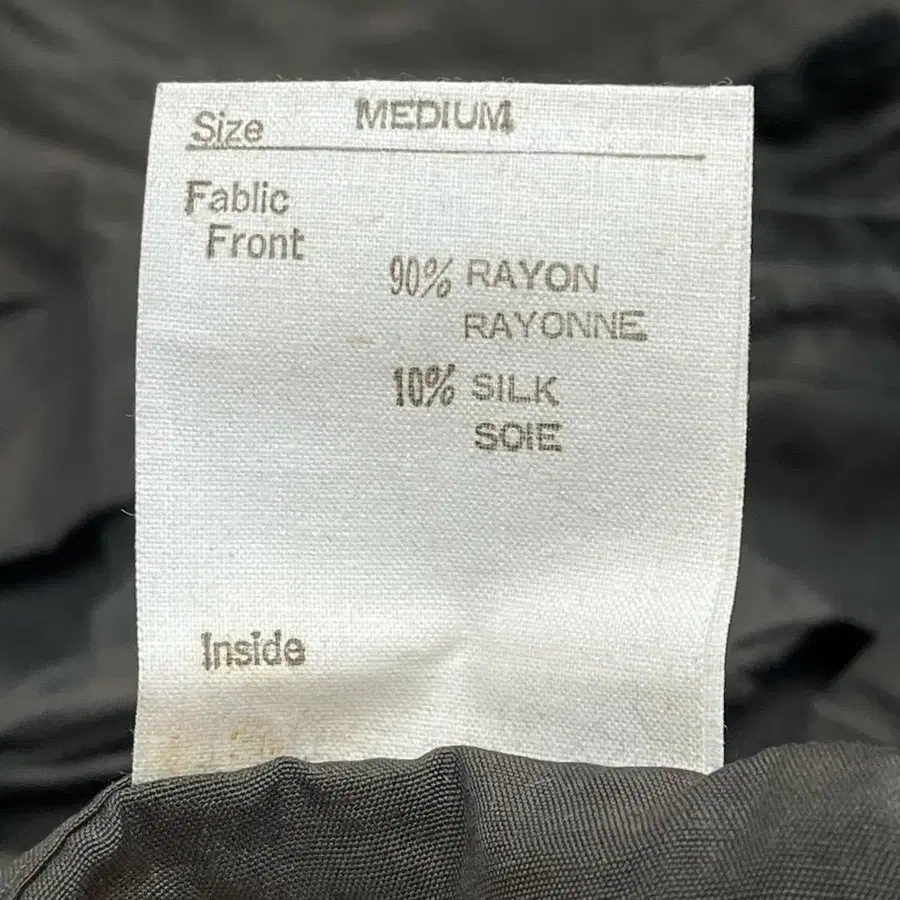 Size MEDIUM
Fablic
Front
90% RAYON
RAYONNE
10% SILK
SOIE
Inside